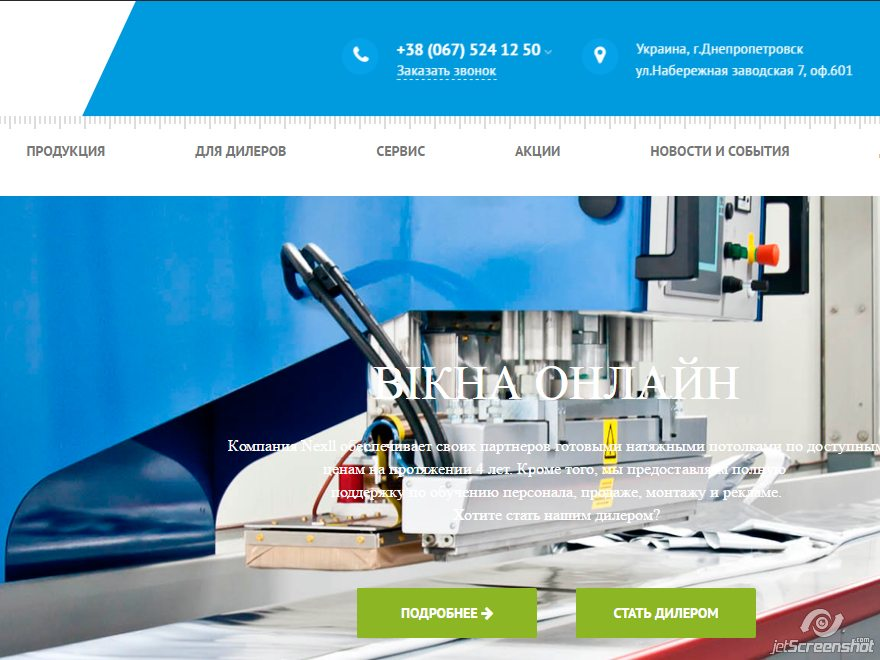 +38 (067) 524 12 50
Заказать звонок
Украина, г.Днепропетровск
ул.Набережная заводская 7, оф.601
ПРОДУКЦИЯ ДЛЯ ДИЛЕРОВ СЕРВИС АКЦИИ НОВОСТИ И СОБЫТИЯ
ВІКНА ОНЛАЙН
Компания Nexll обеспечивает своих партнеров готовыми натяжными потолками по доступным
ценам на протяжении 4 лет. Кроме того, мы предоставляем полную
поддержку по обучению персонала, продаже, монтажу и рекламе.
Хотите стать нашим дилером?
ПОДРОБНЕЕ → СТАТЬ ДИЛЕРОМ
jetScreenshot.com